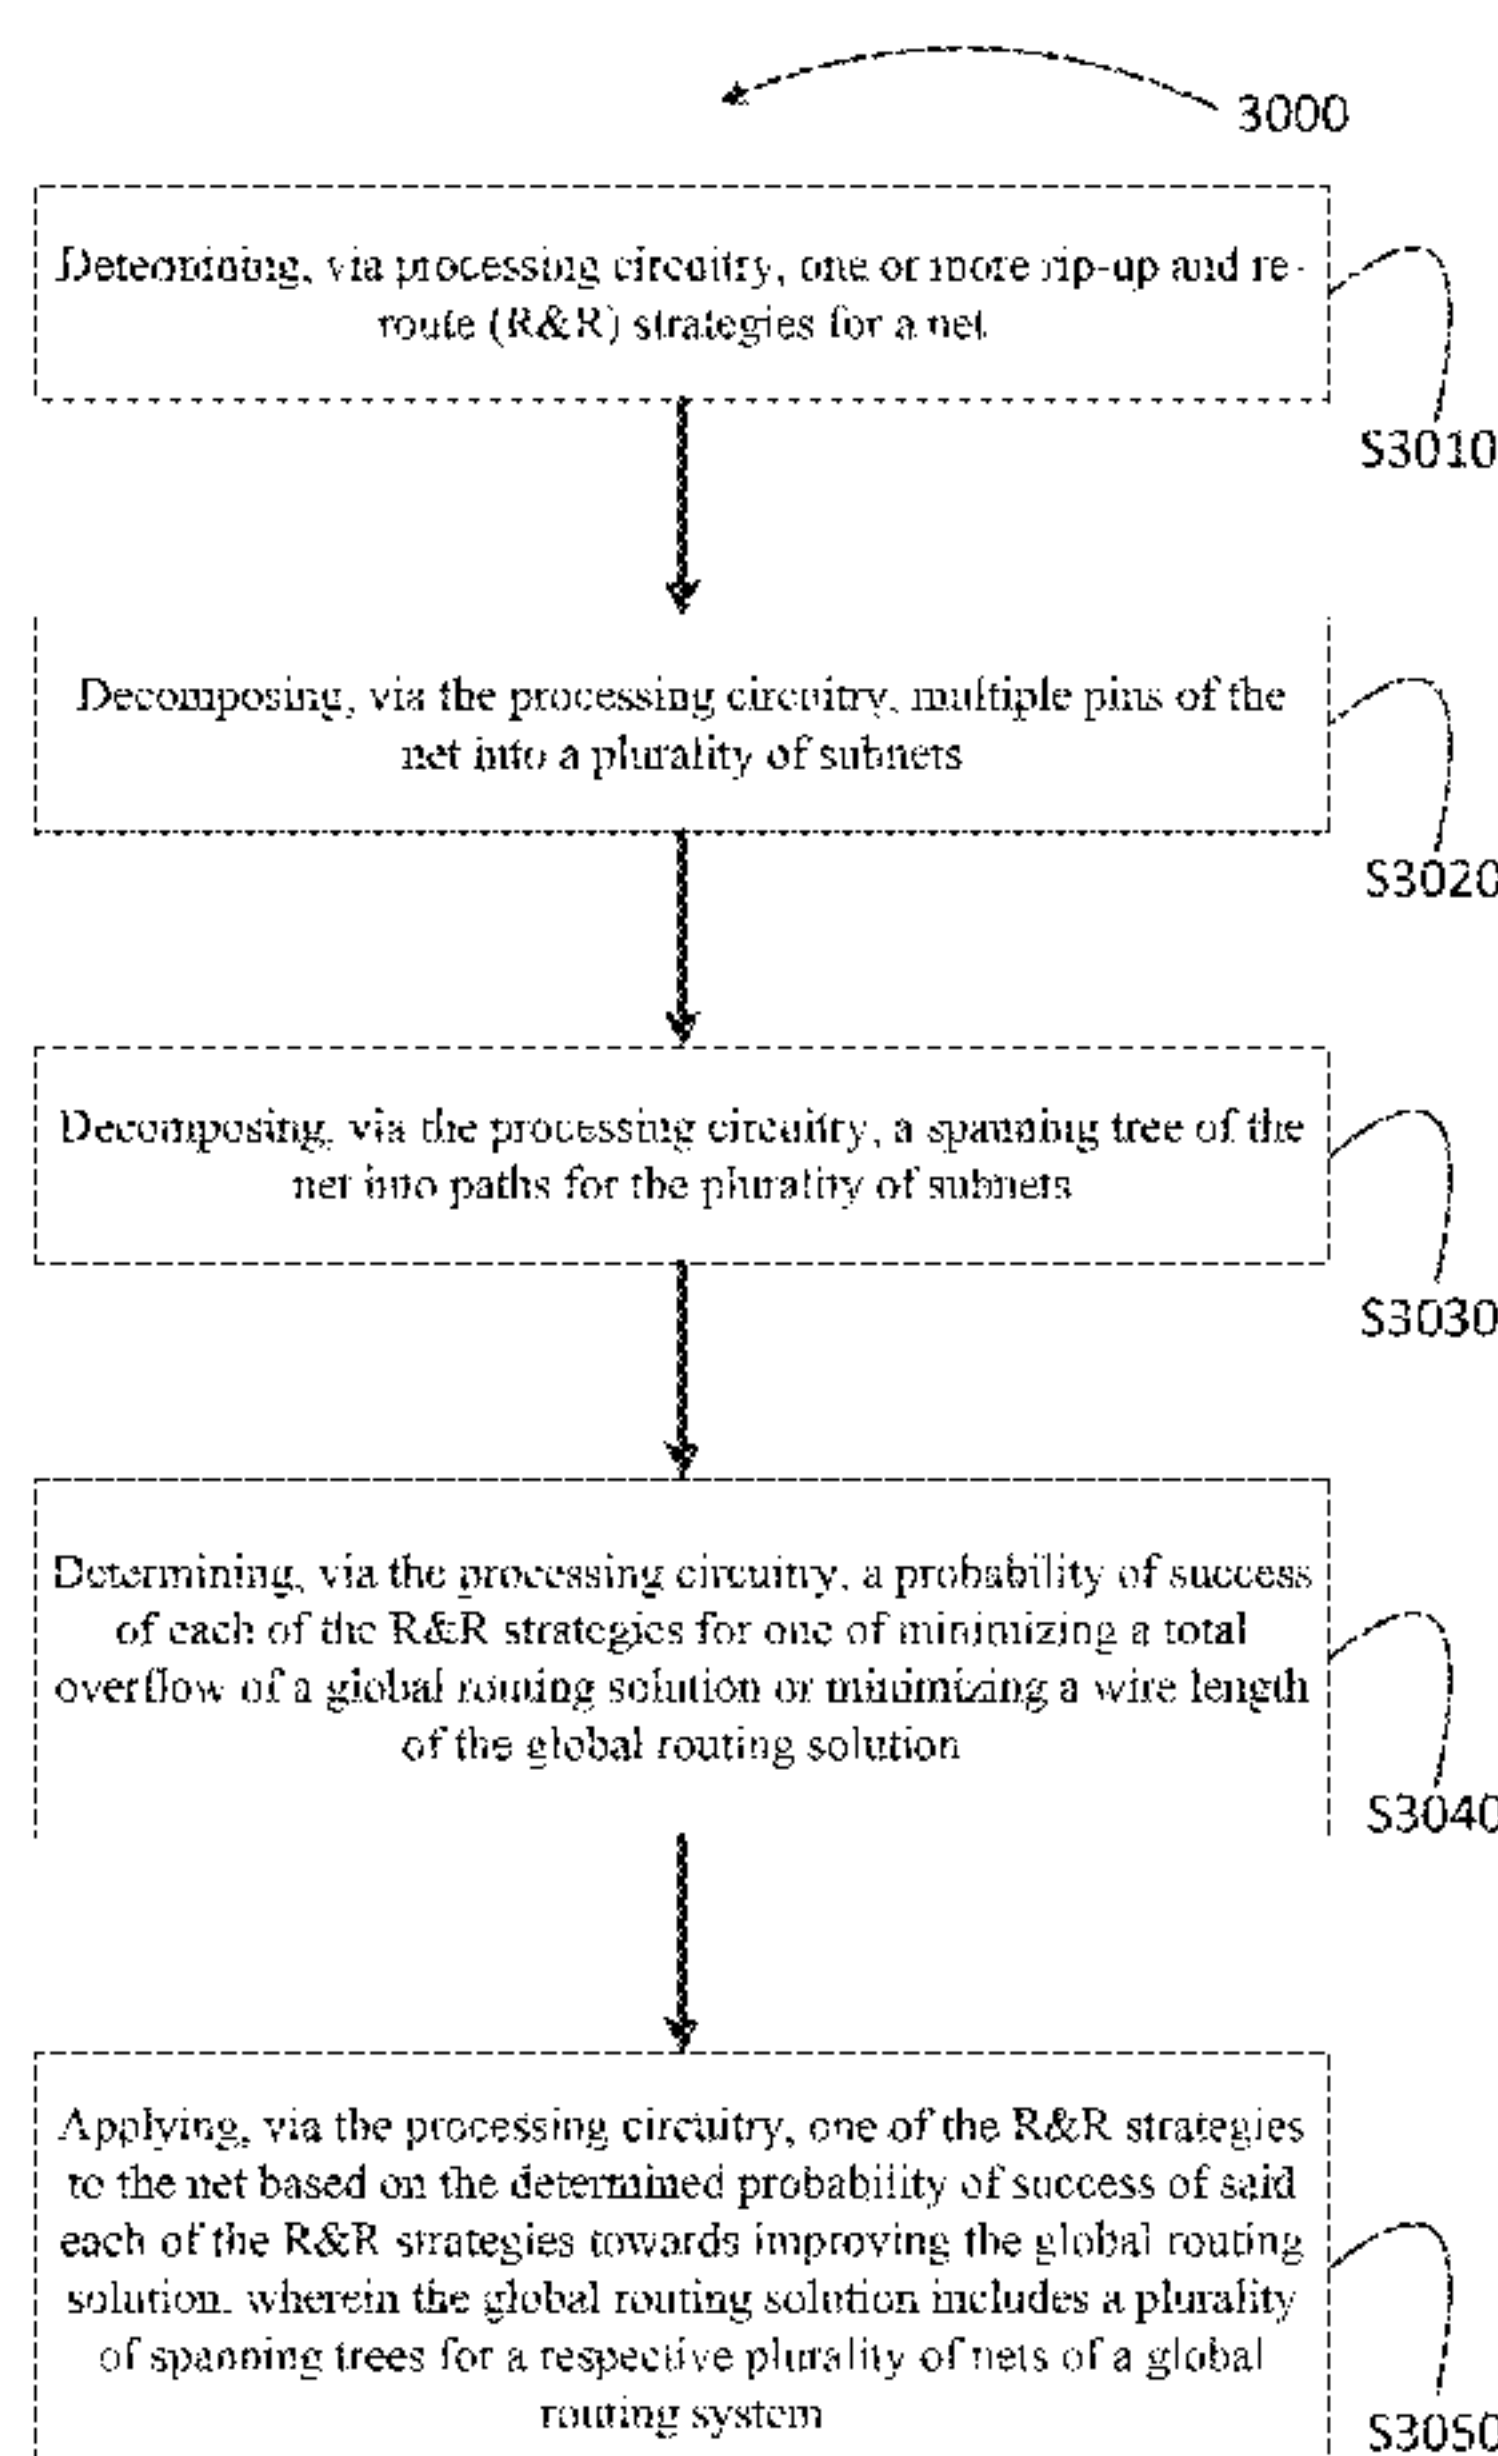 3000
Determining, via processing circuitry, one or more rip-up and re-
route (R&R) strategies for a net
S3010
Decomposing, via the processing circuitry, multiple pins of the
net into a plurality of subnets
S3020
Decomposing, via the processing circuitry, a spanning tree of the
net into paths for the plurality of subnets
S3030
Determining, via the processing circuitry, a probability of success
of each of the R&R strategies for one of minimizing a total
overflow of a global routing solution or minimizing a wire length
of the global routing solution
S3040
Applying, via the processing circuitry, one of the R&R strategies
to the net based on the determined probability of success of said
each of the R&R strategies towards improving the global routing
solution, wherein the global routing solution includes a plurality
of spanning trees for a respective plurality of nets of a global
routing system
S3050